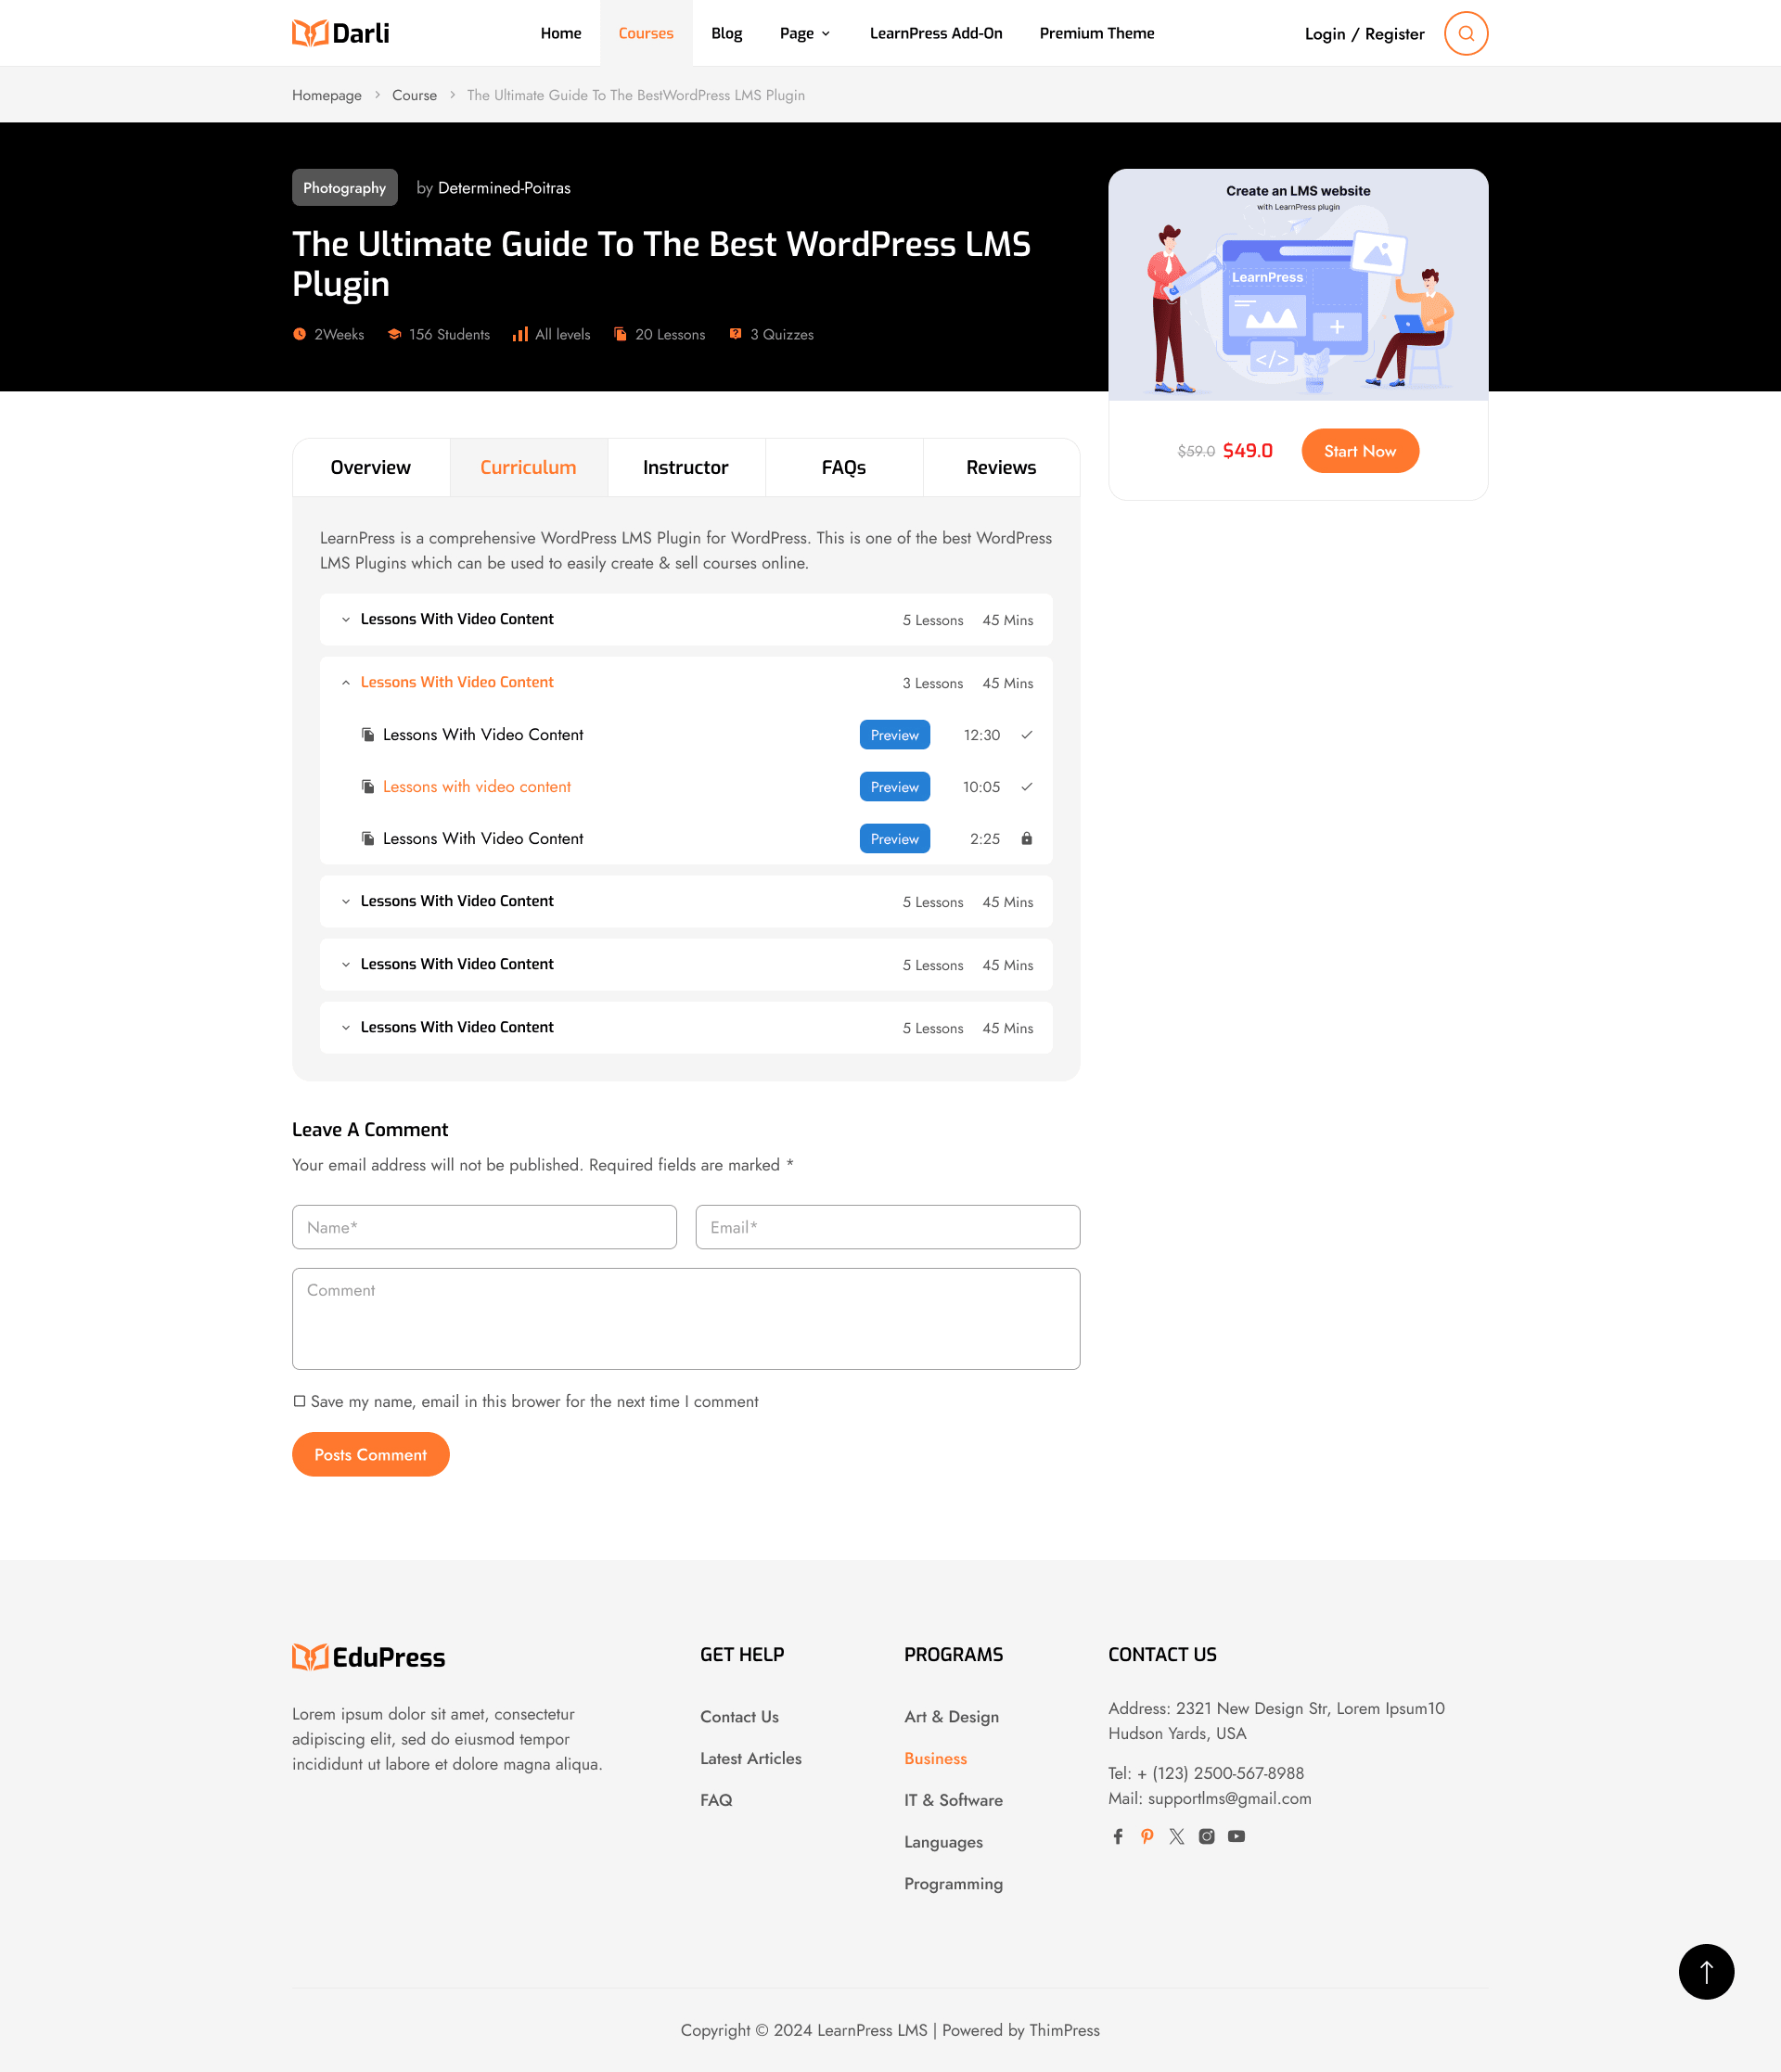 Darli
Home
Courses
Blog
Page
LearnPress Add-On
Premium Theme
Login / Register
Homepage
Course
The Ultimate Guide To The BestWordPress LMS Plugin
Photography
by Determined-Poitras
The Ultimate Guide To The Best WordPress LMS
Plugin
2Weeks
156 Students
All levels
20 Lessons
3 Quizzes
Create an LMS website
with LearnPress plugin
LearnPress
</>
$59.0
$49.0
Start Now
Overview
Curriculum
Instructor
FAQs
Reviews
LearnPress is a comprehensive WordPress LMS Plugin for WordPress. This is one of the best WordPress
LMS Plugins which can be used to easily create & sell courses online.
Lessons With Video Content
5 Lessons
45 Mins
Lessons With Video Content
3 Lessons
45 Mins
Lessons With Video Content
Preview
12:30
Lessons with video content
Preview
10:05
Lessons With Video Content
Preview
2:25
Lessons With Video Content
5 Lessons
45 Mins
Lessons With Video Content
5 Lessons
45 Mins
Lessons With Video Content
5 Lessons
45 Mins
Leave A Comment
Your email address will not be published. Required fields are marked *
Name*
Email*
Comment
Save my name, email in this brower for the next time I comment
Posts Comment
EduPress
Lorem ipsum dolor sit amet, consectetur
adipiscing elit, sed do eiusmod tempor
incididunt ut labore et dolore magna aliqua.
GET HELP
Contact Us
Latest Articles
FAQ
PROGRAMS
Art & Design
Business
IT & Software
Languages
Programming
CONTACT US
Address: 2321 New Design Str, Lorem Ipsum10
Hudson Yards, USA
Tel: + (123) 2500-567-8988
Mail: supportlms@gmail.com
Copyright © 2024 LearnPress LMS | Powered by ThimPress